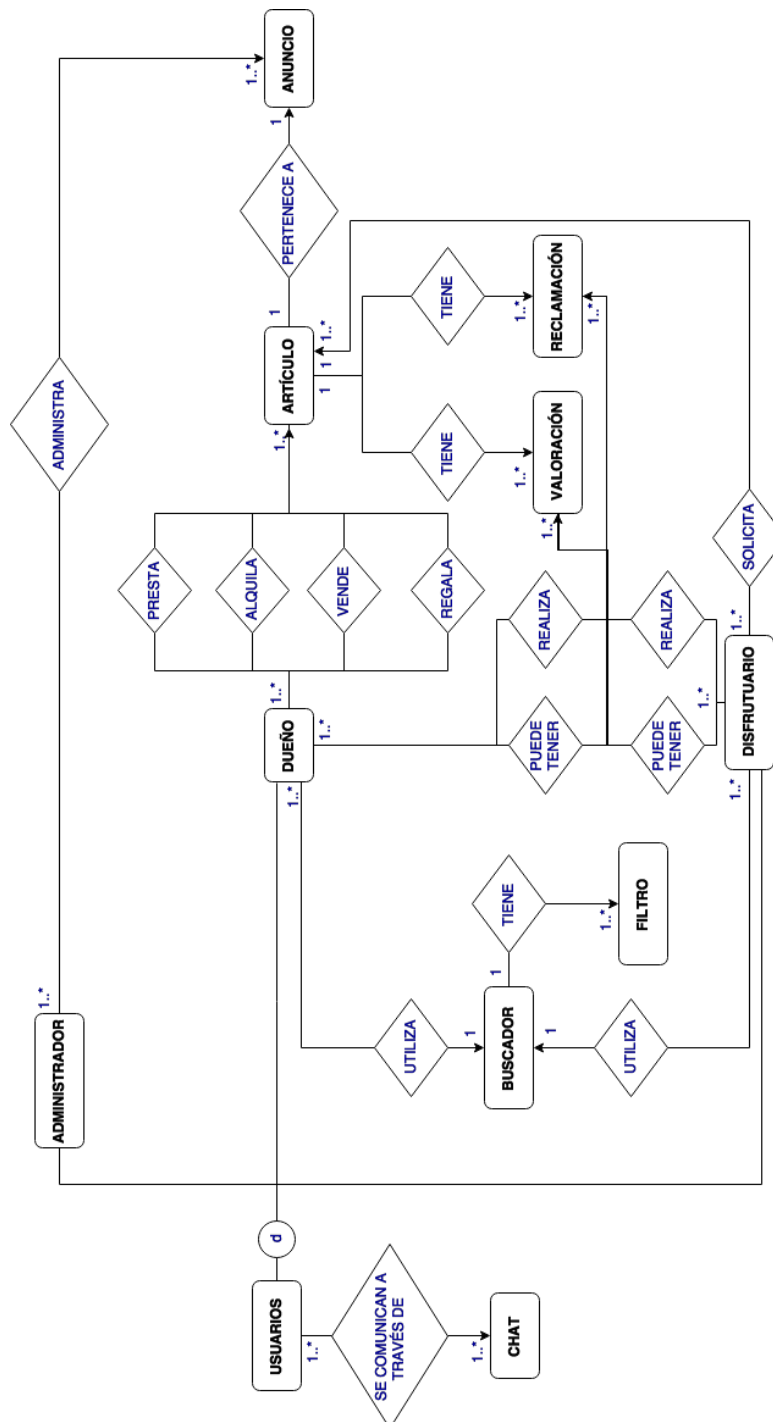 1..*
ADMINISTRADOR
ADMINISTRA
PRESTA
ALQUILA
1..*
USUARIOS
d
DUEÑO
1..*
1..*
ARTÍCULO
1
PERTENECE A
1
ANUNCIO
1..*
1..*
1..*
VENDE
1
1
1..*
SE COMUNICAN A
TRAVÉS DE
UTILIZA
REGALA
TIENE
TIENE
1..*
1
1
TIENE
1..*
1..*
CHAT
BUSCADOR
PUEDE
TENER
REALIZA
1..*
VALORACIÓN
RECLAMACIÓN
1
1..*
1..*
UTILIZA
FILTRO
PUEDE
TENER
REALIZA
1..*
1..*
1..*
DISFRUTUARIO
SOLICITA